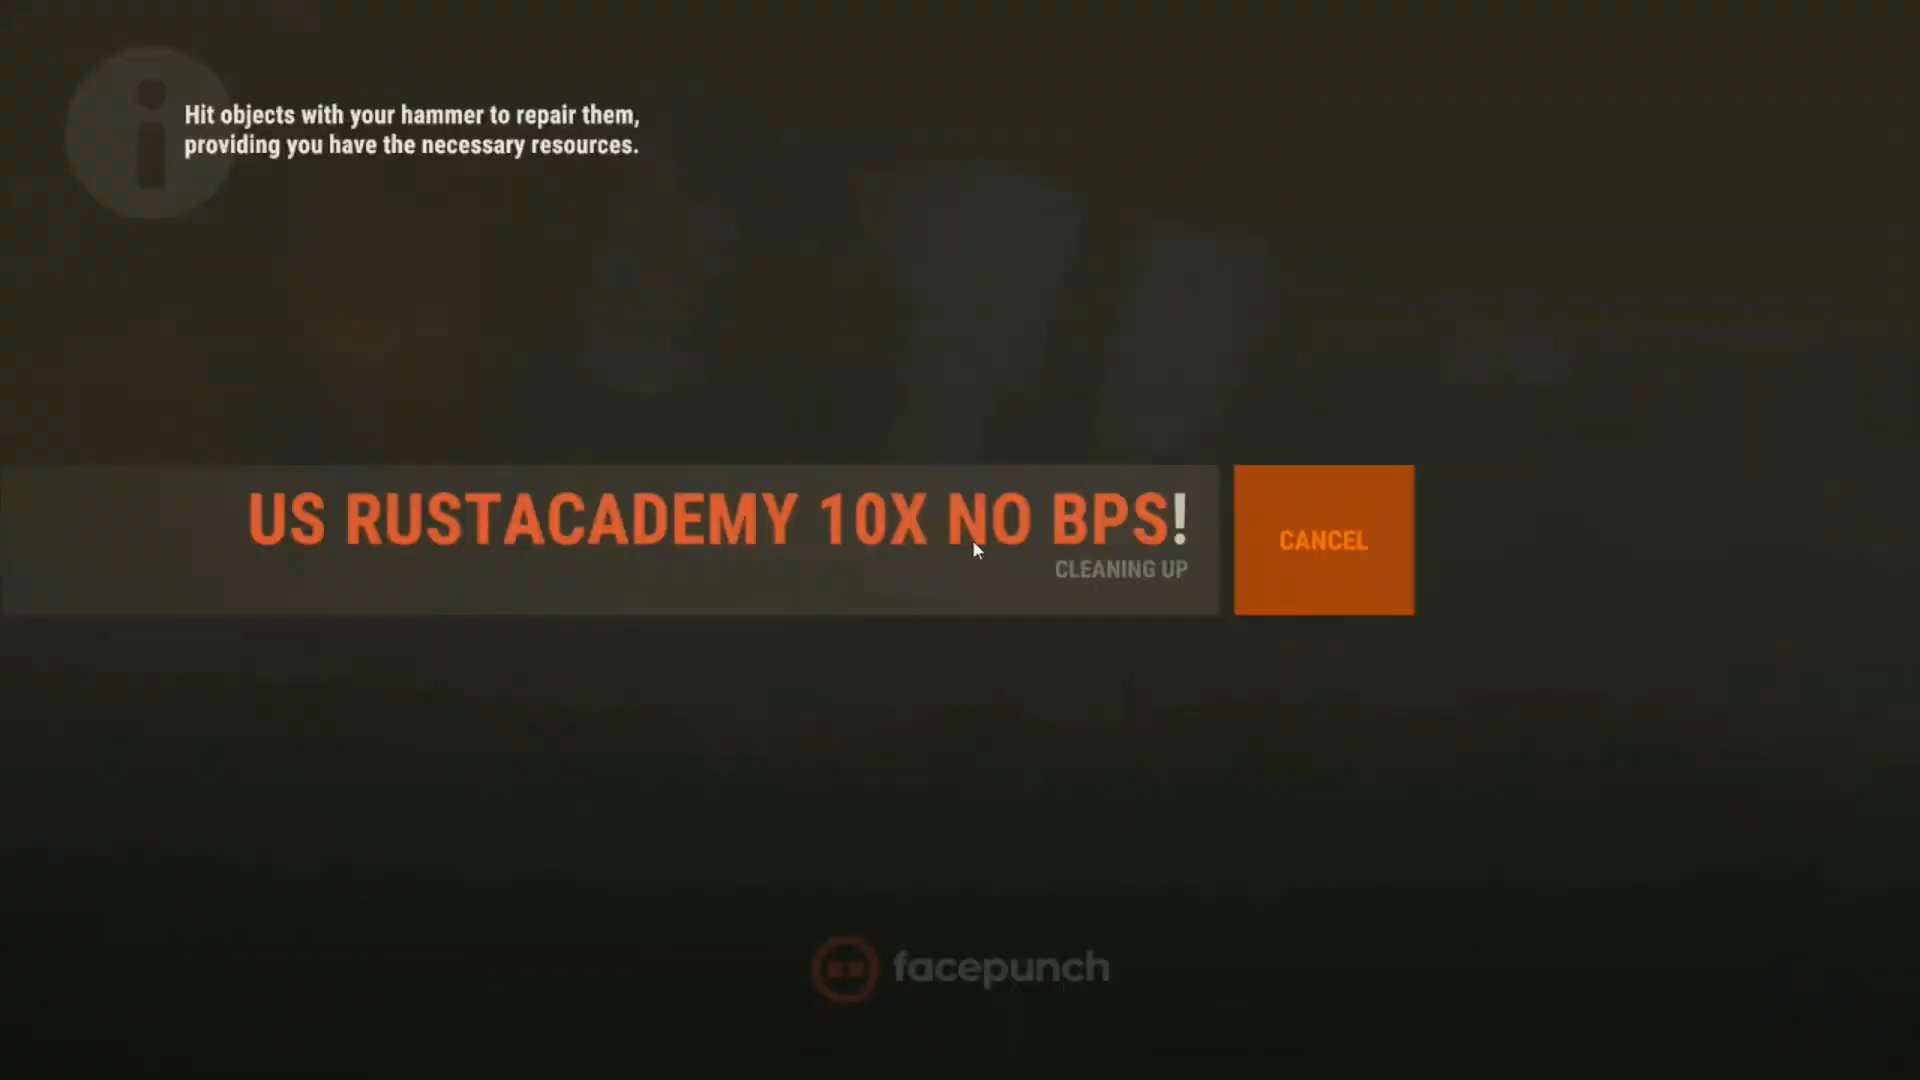 Hit objects with your hammer to repair them,
providing you have the necessary resources.
US RUSTACADEMY 10X NO BPS!
CLEANING UP
CANCEL
facepunch